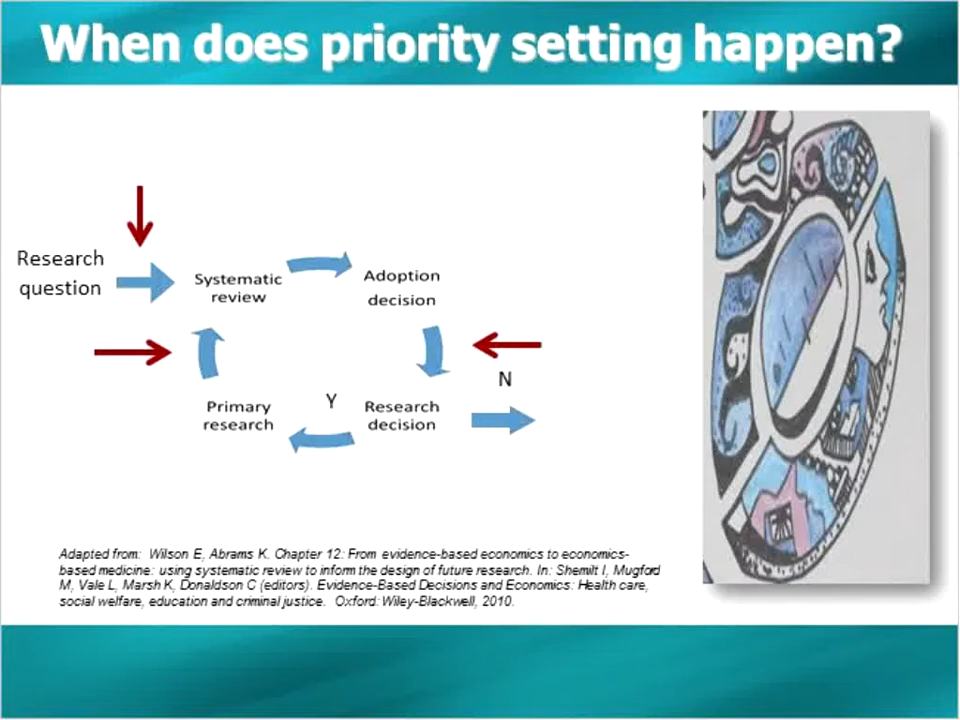 When does priority setting happen?
Research
question
Systematic
review
Adoption
decision
N
Primary
research
Y
Research
decision
Adapted from: Wilson E, Abrams K. Chapter 12: From evidence-based economics to economics-
based medicine: using systematic review to inform the design of future research. In: Shemilt I, Mugford
M, Vale L, Marsh K, Donaldson C (editors). Evidence-Based Decisions and Economics: Health care,
social welfare, education and criminal justice. Oxford: Wiley-Blackwell, 2010.